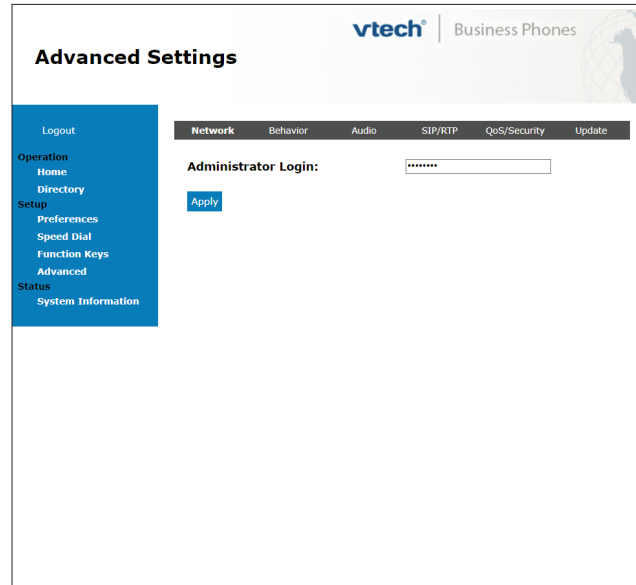 vtech® Business Phones
Advanced Settings
Logout
Network Behavior Audio SIP/RTP QoS/Security Update
Operation
Home
Directory
Setup
Preferences
Speed Dial
Function Keys
Advanced
Status
System Information
Administrator Login: ••••••••
Apply